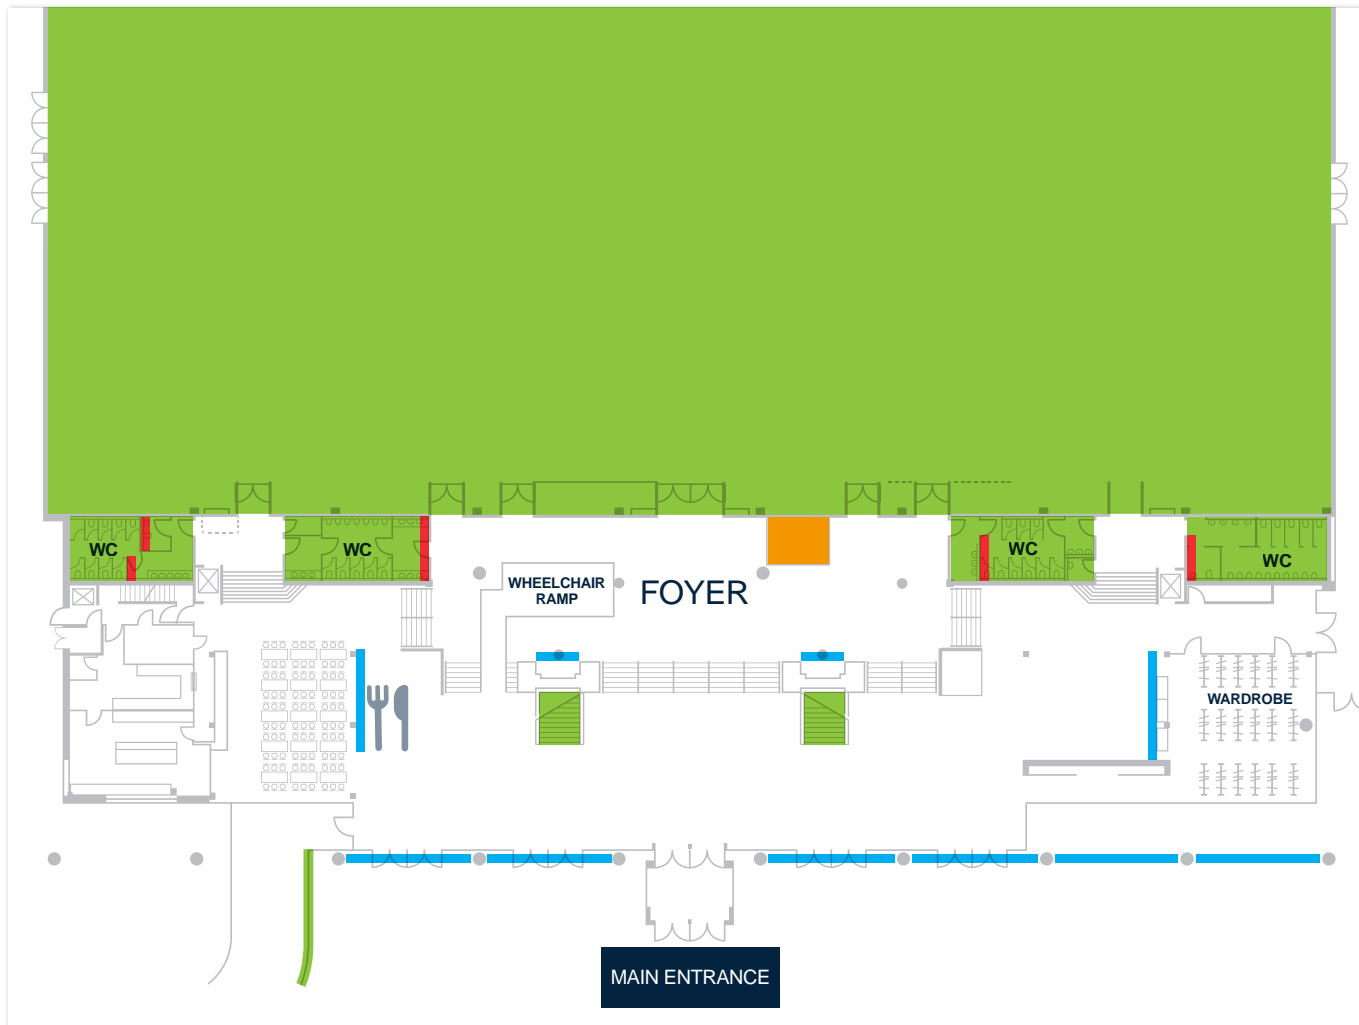 WC
WC
WC
WC
WHEELCHAIR
RAMP
FOYER
WARDROBE
MAIN ENTRANCE